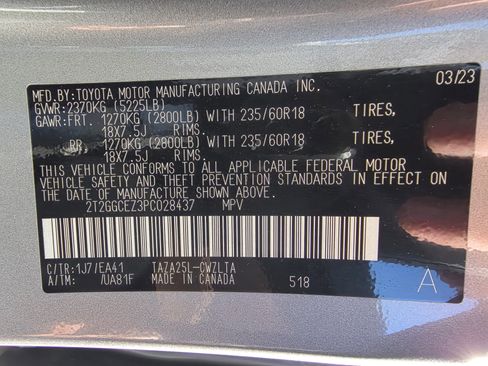 MFD.BY:TOYOTA MOTOR MANUFACTURING CANADA INC. 03/23
GVWR:2370KG (5225LB)
GAWR:FRT. 1270KG (2800LB) WITH 235/60R18 TIRES,
18X7.5J RIMS.
RR. 1270KG (2800LB) WITH 235/60R18 TIRES,
18X7.5J RIMS.
THIS VEHICLE CONFORMS TO ALL APPLICABLE FEDERAL MOTOR
VEHICLE SAFETY AND THEFT PREVENTION STANDARDS IN EFFECT
ON THE DATE OF MANUFACTURE SHOWN ABOVE.
2T2GGCEZ3PC028437 MPV
C/TR:1J7/EA41 TAZA25L-CWZLTA
A/TM: /UA81F MADE IN CANADA 518 A